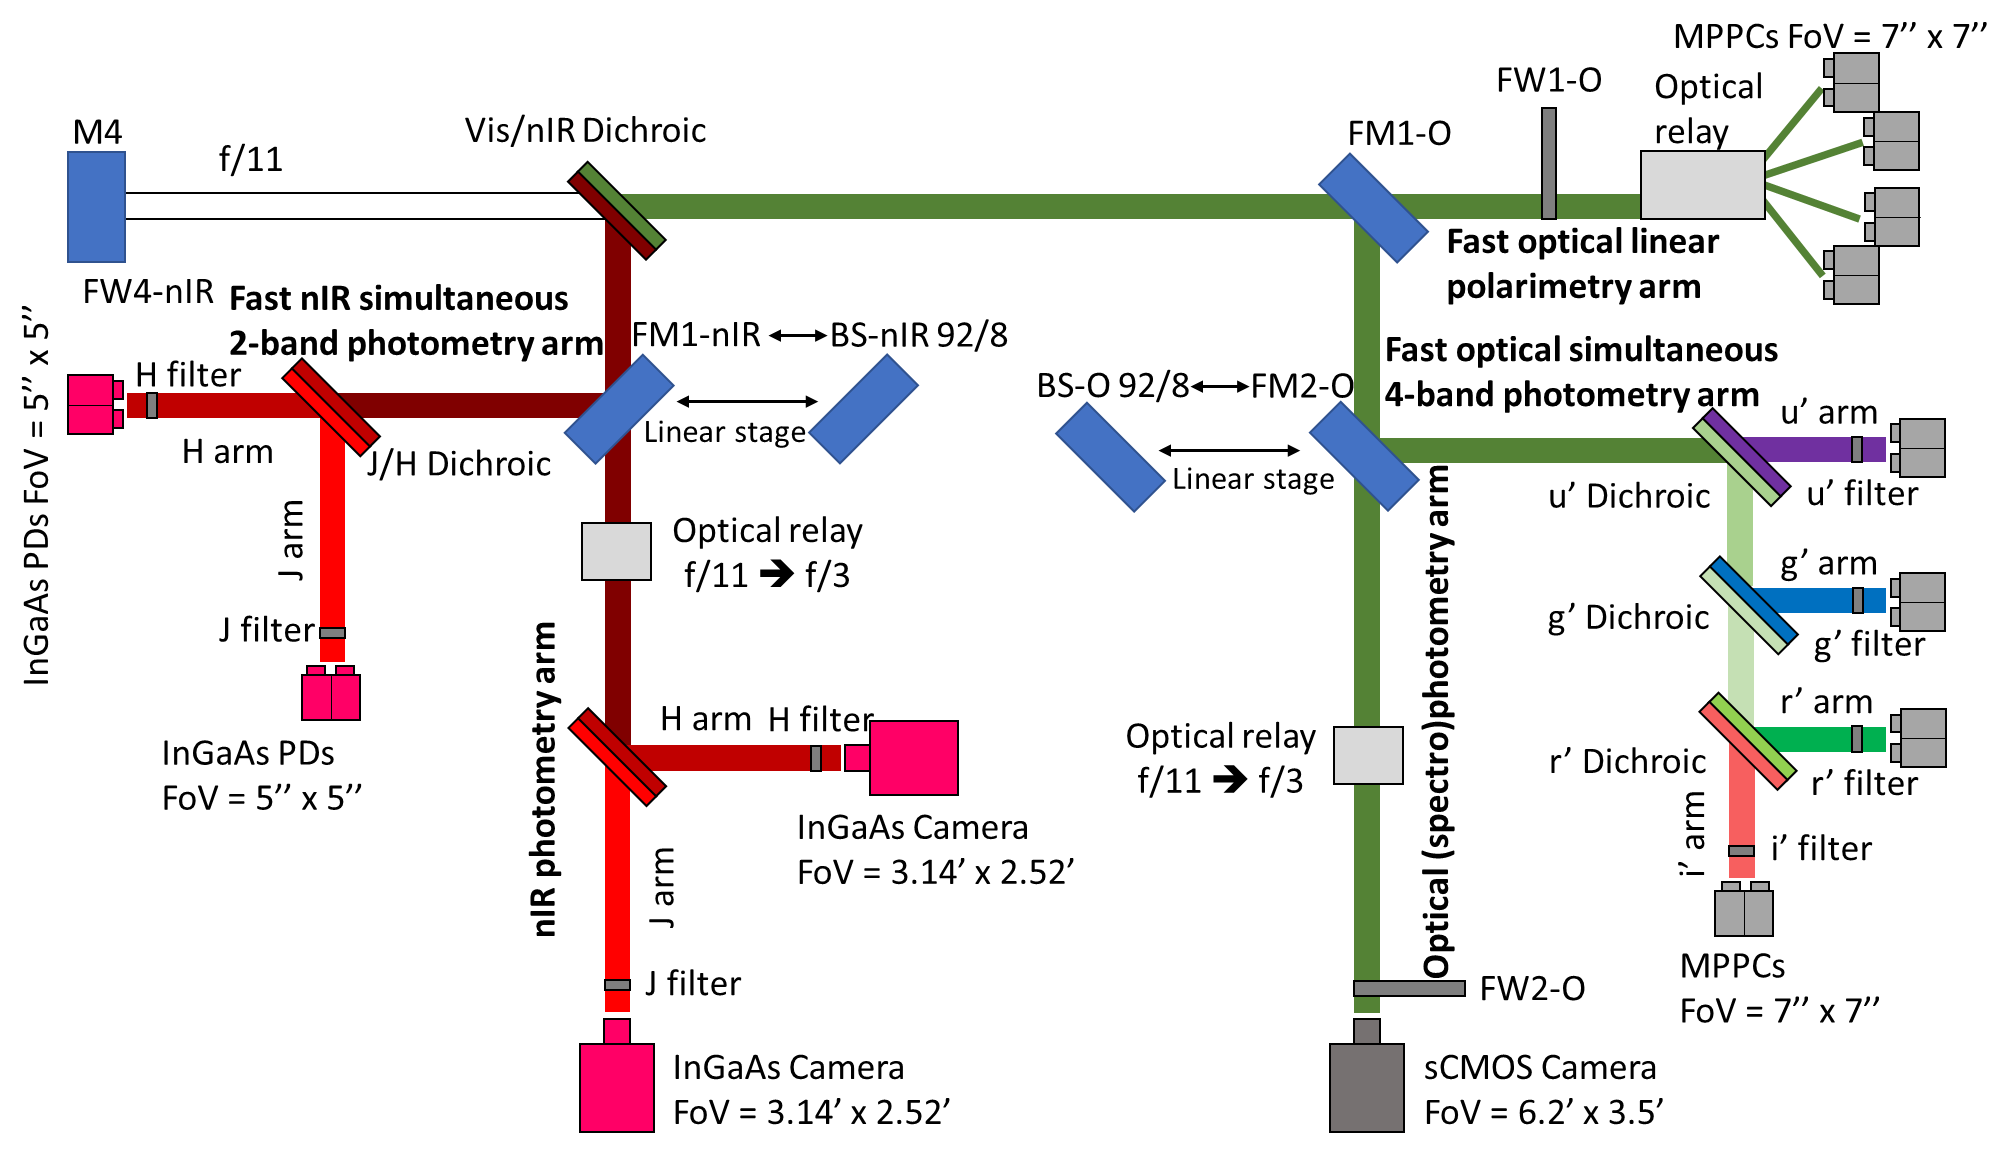 MPPCs FoV = 7’’ x 7’’
FW1-O
Optical
relay
M4
f/11
Vis/nIR Dichroic
FM1-O
Fast optical linear
polarimetry arm
FW4-nIR
Fast nIR simultaneous
2-band photometry arm
FM1-nIR
BS-nIR 92/8
Linear stage
InGaAs PDs FoV = 5’’ x 5’’
H filter
H arm
J/H Dichroic
J arm
J filter
InGaAs PDs
FoV = 5’’ x 5’’
Optical relay
f/11 ➔ f/3
nIR photometry arm
H arm
H filter
InGaAs Camera
FoV = 3.14’ x 2.52’
J arm
J filter
InGaAs Camera
FoV = 3.14’ x 2.52’
Fast optical simultaneous
4-band photometry arm
BS-O 92/8
FM2-O
Linear stage
Optical (spectro)photometry arm
Optical relay
f/11 ➔ f/3
FW2-O
sCMOS Camera
FoV = 6.2’ x 3.5’
u’ arm
u’ Dichroic
u’ filter
g’ arm
g’ Dichroic
g’ filter
r’ arm
r’ Dichroic
r’ filter
i’ arm
i’ filter
MPPCs
FoV = 7’’ x 7’’